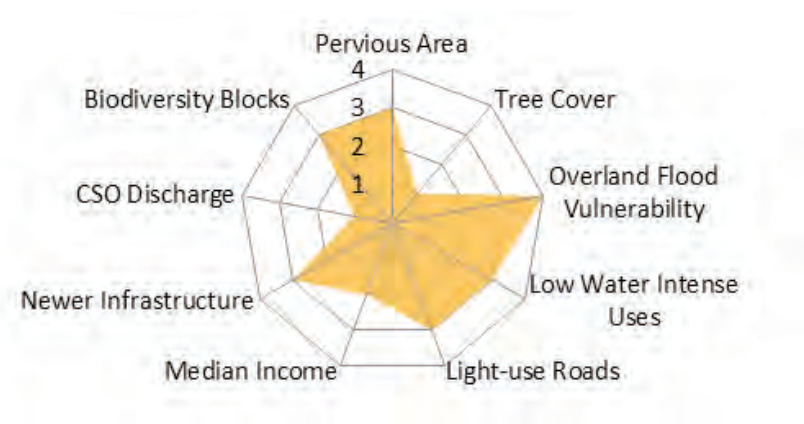 Pervious Area
4
Biodiversity Blocks
Tree Cover
3
2
Overland Flood
Vulnerability
CSO Discharge
1
Low Water Intense
Uses
Newer Infrastructure
Median Income
Light-use Roads